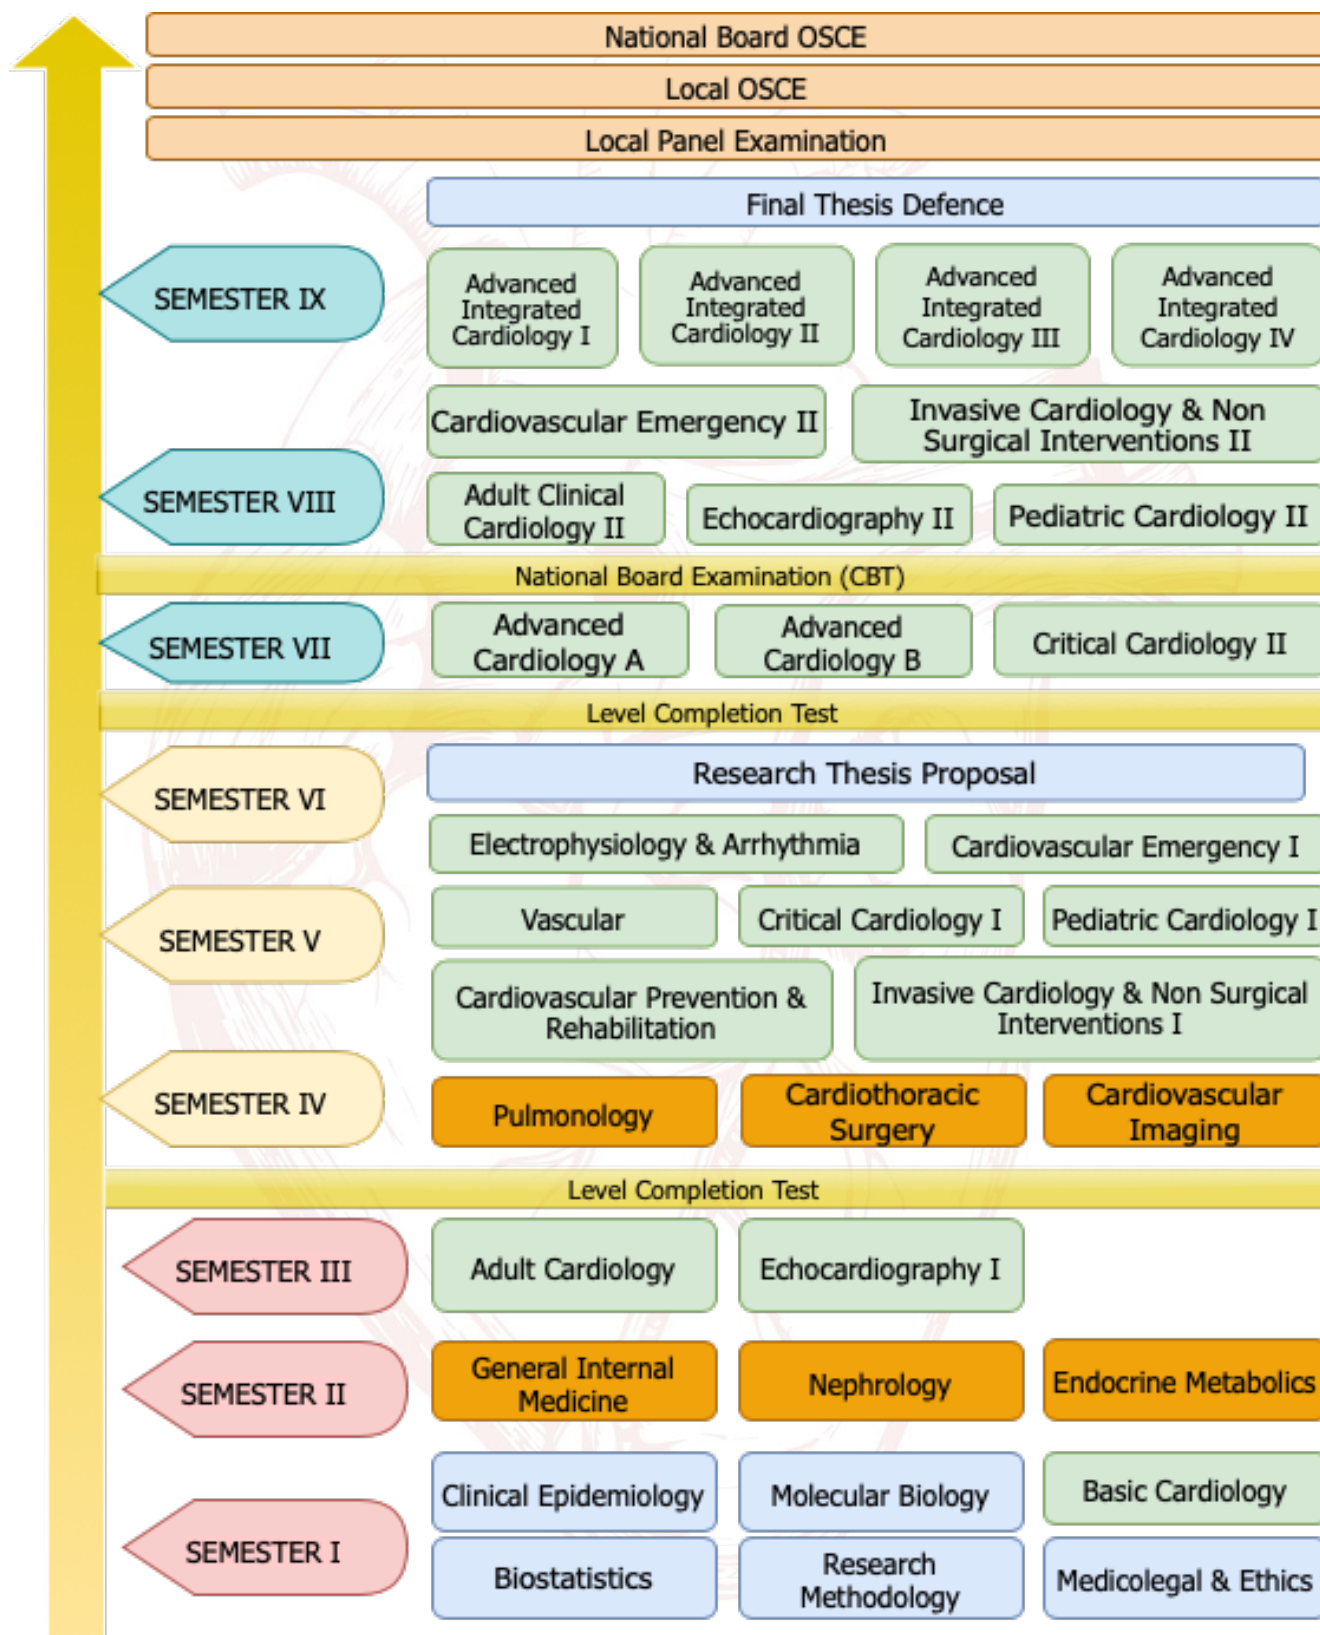 National Board OSCE
Local OSCE
Local Panel Examination
Final Thesis Defence
SEMESTER IX
Advanced
Integrated
Cardiology I
Advanced
Integrated
Cardiology II
Advanced
Integrated
Cardiology III
Advanced
Integrated
Cardiology IV
Cardiovascular Emergency II
Invasive Cardiology & Non
Surgical Interventions II
SEMESTER VIII
Adult Clinical
Cardiology II
Echocardiography II
Pediatric Cardiology II
National Board Examination (CBT)
SEMESTER VII
Advanced
Cardiology A
Advanced
Cardiology B
Critical Cardiology II
Level Completion Test
SEMESTER VI
Research Thesis Proposal
Electrophysiology & Arrhythmia
Cardiovascular Emergency I
SEMESTER V
Vascular
Critical Cardiology I
Pediatric Cardiology I
Cardiovascular Prevention &
Rehabilitation
Invasive Cardiology & Non Surgical
Interventions I
SEMESTER IV
Pulmonology
Cardiothoracic
Surgery
Cardiovascular
Imaging
Level Completion Test
SEMESTER III
Adult Cardiology
Echocardiography I
SEMESTER II
General Internal
Medicine
Nephrology
Endocrine Metabolics
SEMESTER I
Clinical Epidemiology
Molecular Biology
Basic Cardiology
Biostatistics
Research
Methodology
Medicolegal & Ethics